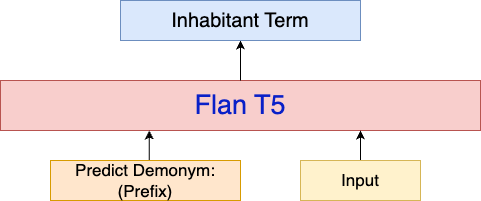 Inhabitant Term
Flan T5
Predict Demonym:
(Prefix)
Input